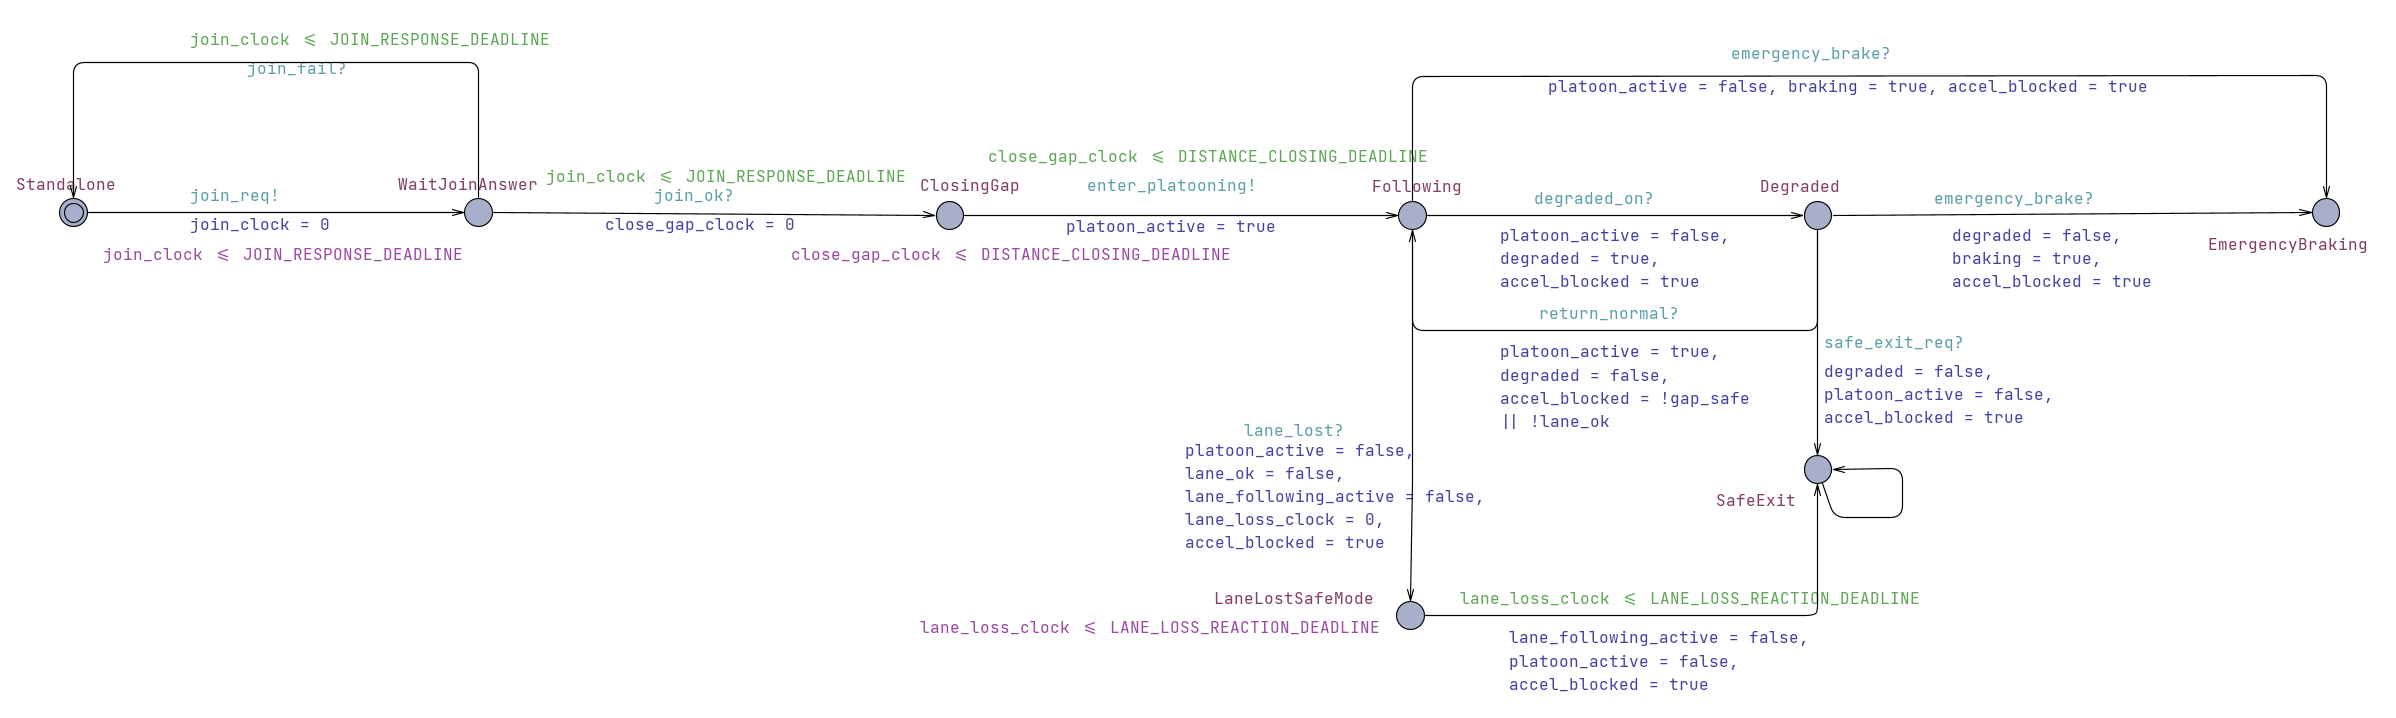 join_clock ⩽ JOIN_RESPONSE_DEADLINE
join_fail?
Standalone
join_req!
join_clock = 0
join_clock ⩽ JOIN_RESPONSE_DEADLINE
WaitJoinAnswer
join_clock ⩽ JOIN_RESPONSE_DEADLINE
join_ok?
close_gap_clock = 0
close_gap_clock ⩽ DISTANCE_CLOSING_DEADLINE
ClosingGap
close_gap_clock ⩽ DISTANCE_CLOSING_DEADLINE
enter_platooning!
platoon_active = true
Following
emergency_brake?
platoon_active = false, braking = true, accel_blocked = true
degraded_on?
platoon_active = false,
degraded = true,
accel_blocked = true
Degraded
emergency_brake?
degraded = false,
braking = true,
accel_blocked = true
EmergencyBraking
return_normal?
platoon_active = true,
degraded = false,
accel_blocked = !gap_safe
|| !lane_ok
safe_exit_req?
degraded = false,
platoon_active = false,
accel_blocked = true
lane_lost?
platoon_active = false,
lane_ok = false,
lane_following_active = false,
lane_loss_clock = 0,
accel_blocked = true
SafeExit
LaneLostSafeMode
lane_loss_clock ⩽ LANE_LOSS_REACTION_DEADLINE
lane_loss_clock ⩽ LANE_LOSS_REACTION_DEADLINE
lane_following_active = false,
platoon_active = false,
accel_blocked = true